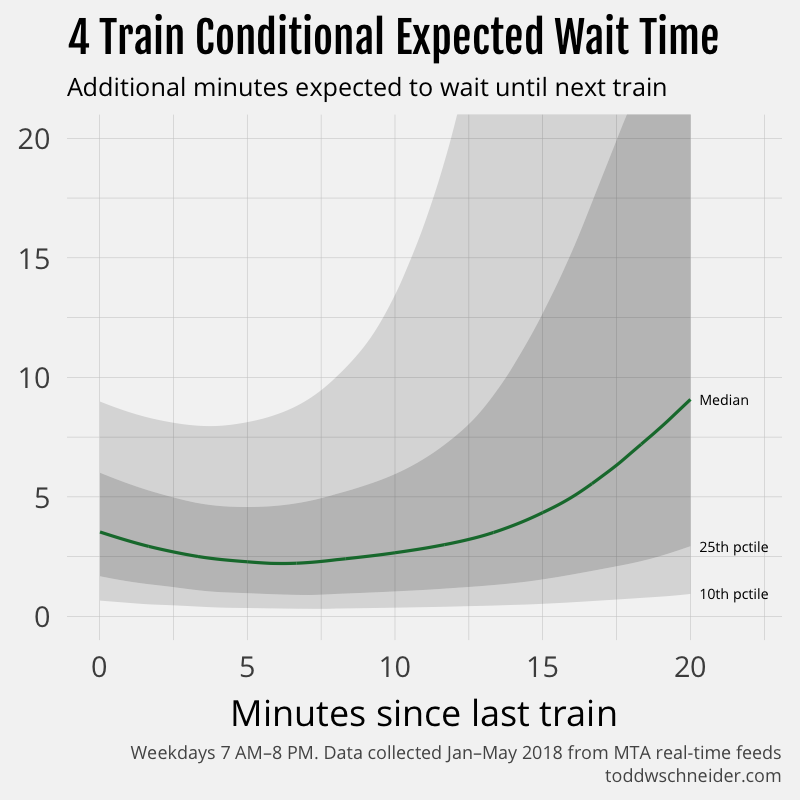 4 Train Conditional Expected Wait Time
Additional minutes expected to wait until next train
20
15
10
5
0
Median
25th pctile
10th pctile
0 5 10 15 20
Minutes since last train
Weekdays 7 AM–8 PM. Data collected Jan–May 2018 from MTA real-time feeds
toddwschneider.com